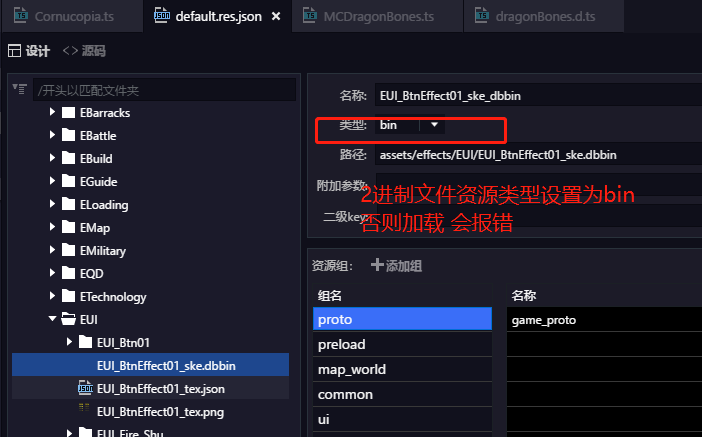 Cornucopia.ts
default.res.json
MCDragonBones.ts
dragonBones.d.ts
设计
<> 源码
/开头以匹配文件夹
EBarracks
EBattle
EBuild
EGuide
ELoading
EMap
EMilitary
EQD
ETechnology
EUI
EUI_Btn01
EUI_BtnEffect01_ske.dbbin
EUI_BtnEffect01_tex.json
EUI_BtnEffect01_tex.png
EUI_Fire_Shu
名称: EUI_BtnEffect01_ske_dbbin
类型: bin
路径: assets/effects/EUI/EUI_BtnEffect01_ske.dbbin
附加参数:
二级key:
2进制文件资源类型设置为bin
否则加载 会报错
资源组: 添加组
组名 名称
proto game_proto
preload
map_world
common
ui